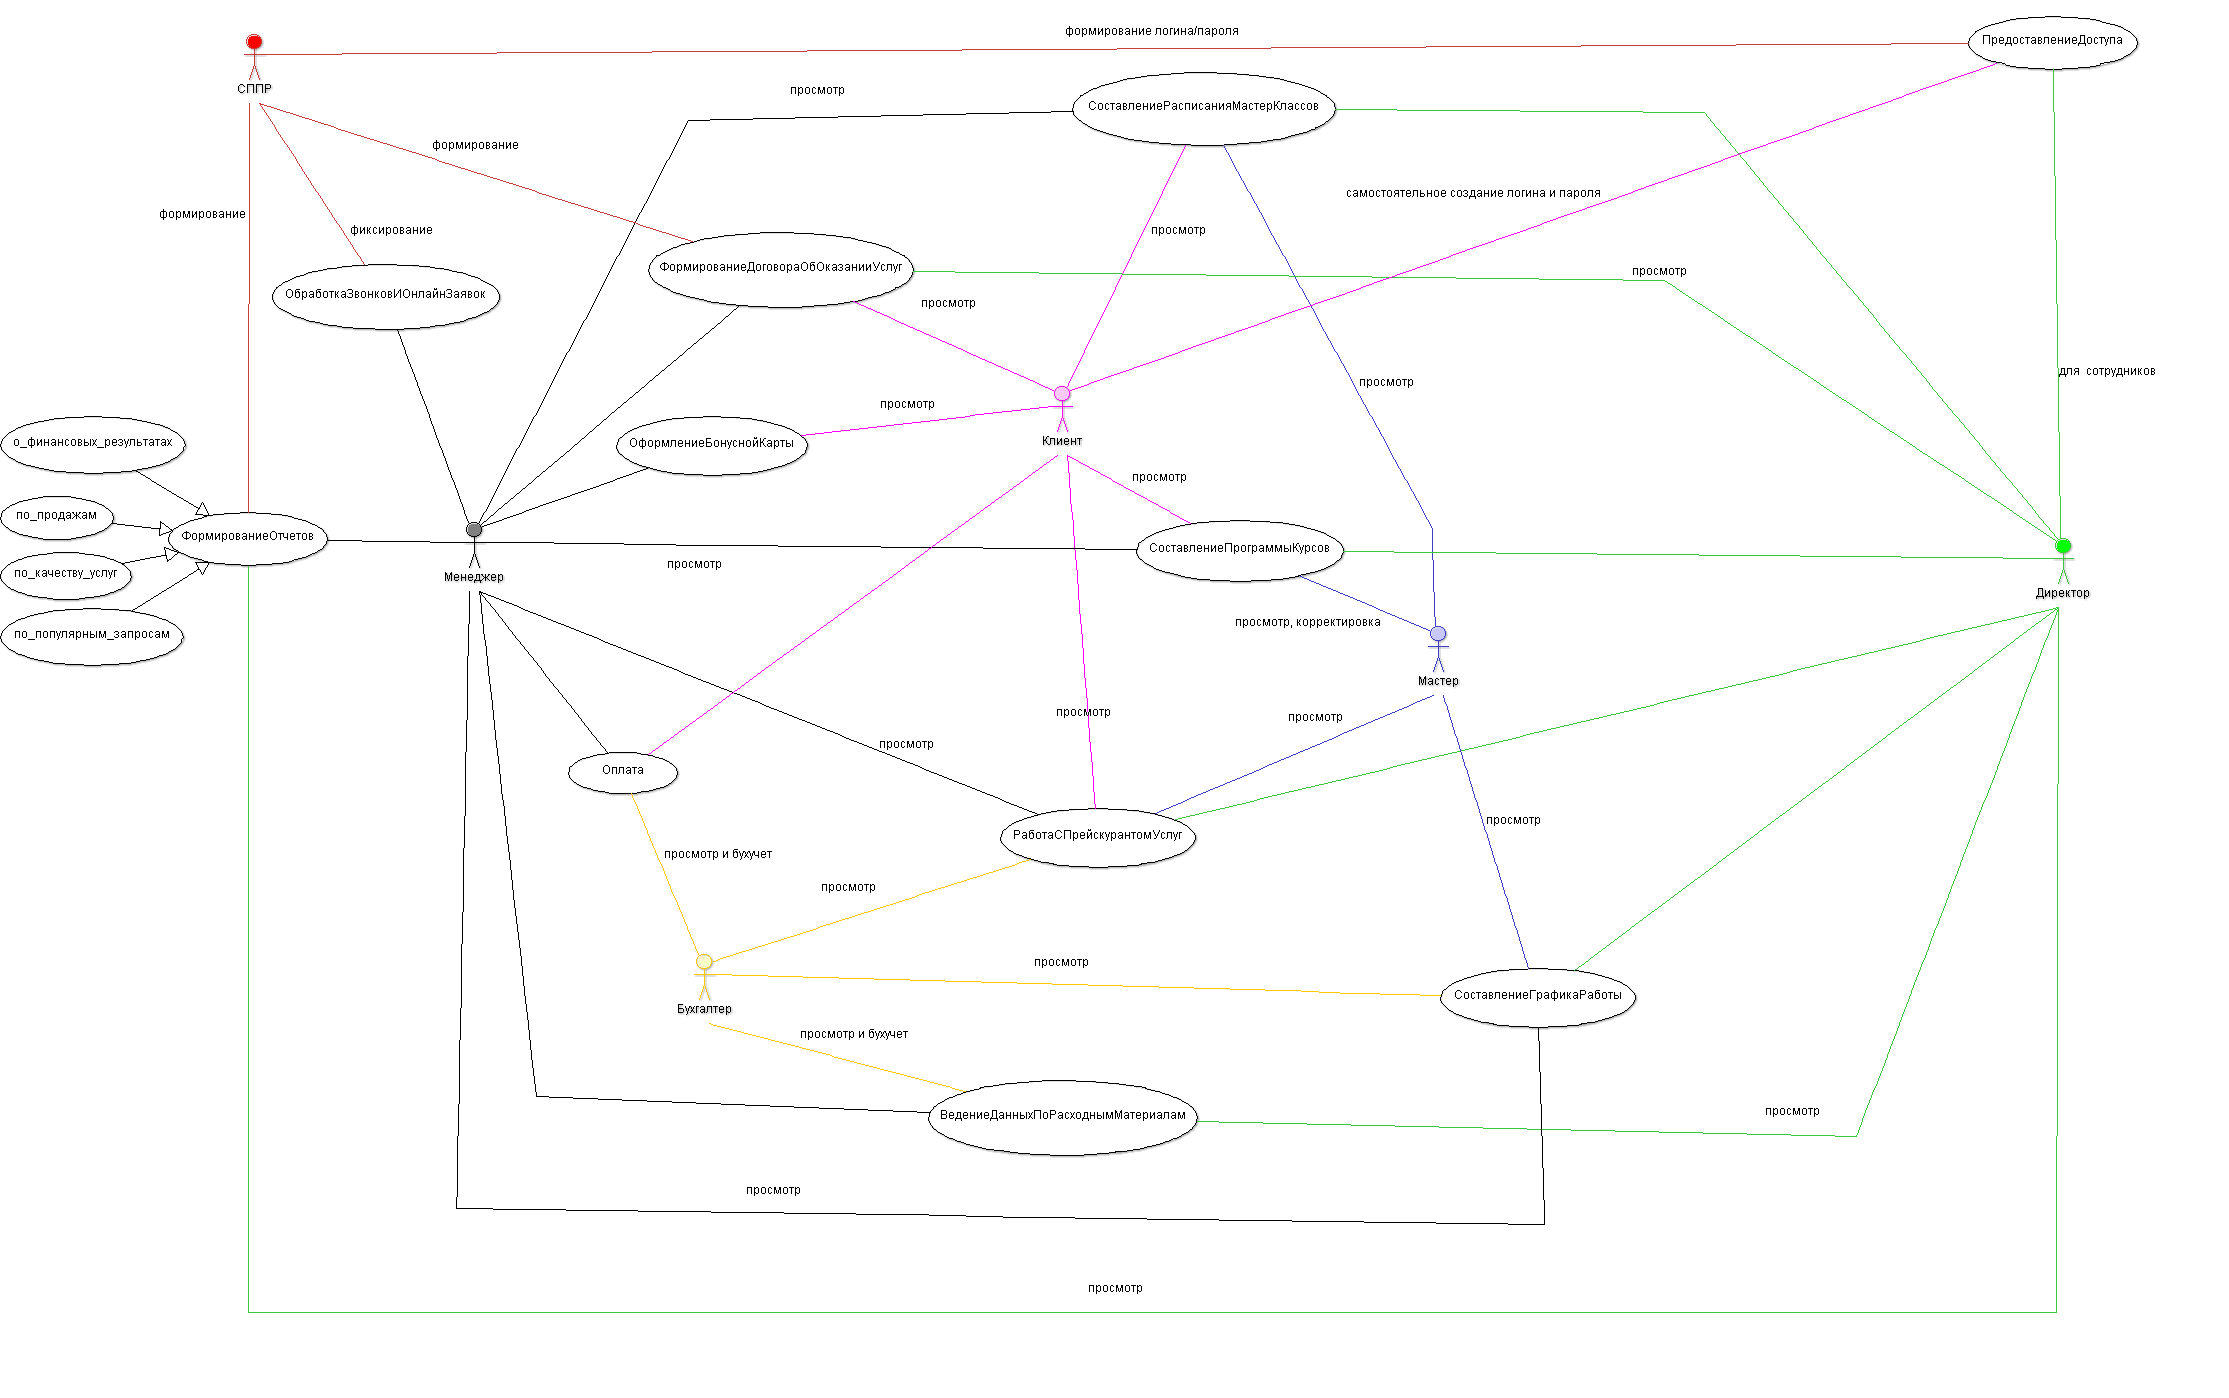 формирование логина/пароля
ПредоставлениеДоступа
СППР
просмотр
СоставлениеРасписанияМастерКлассов
формирование
самостоятельное создание логина и пароля
формирование
фиксирование
просмотр
ФормированиеДоговораОбОказанииУслуг
просмотр
ОбработкаЗвонковИОнлайнЗаявок
просмотр
для сотрудников
просмотр
просмотр
о_финансовых_результатах
ОформлениеБонуснойКарты
Клиент
просмотр
по_продажам
ФормированиеОтчетов
СоставлениеПрограммыКурсов
просмотр
по_качеству_услуг
Менеджер
Директор
просмотр, корректировка
по_популярным_запросам
Мастер
просмотр
просмотр
просмотр
Оплата
просмотр
РаботаСПрейскурантомУслуг
просмотр и бухучет
просмотр
просмотр
СоставлениеГрафикаРаботы
Бухгалтер
просмотр и бухучет
ВедениеДанныхПоРасходнымМатериалам
просмотр
просмотр
просмотр